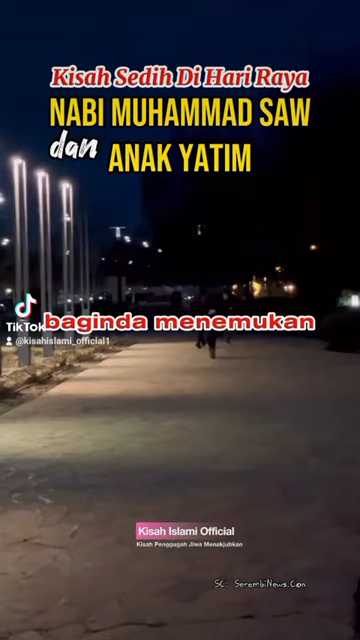 Kisah Sedih Di Hari Raya
NABI MUHAMMAD SAW
dan ANAK YATIM
TikTok
baginda menemukan
@kisahislami_official1
Kisah Islami Official
Kisah Penggugah Jiwa Menakjubkan
SC: SerambiNews.Com